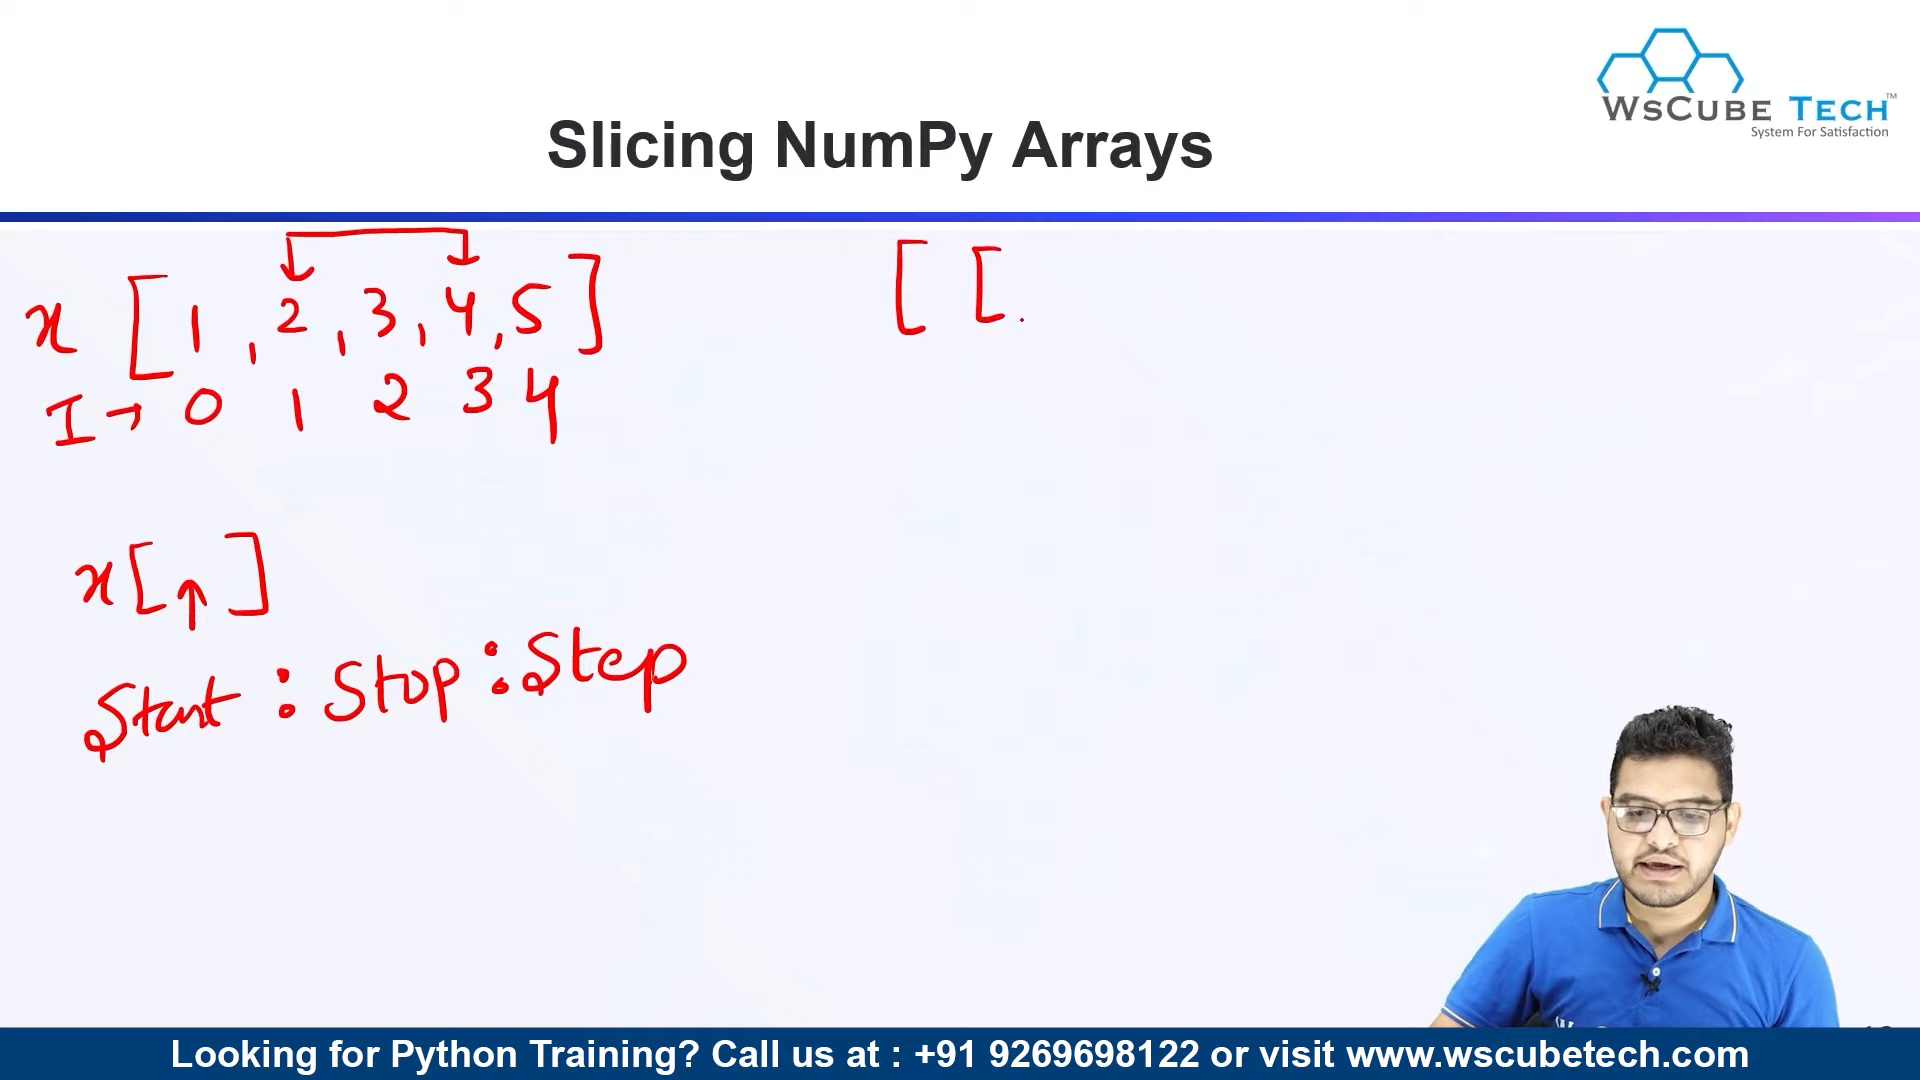 WsCube Tech™
System For Satisfaction
Slicing NumPy Arrays
x [1, 2, 3, 4, 5]
I → 0 1 2 3 4
[ [
x[↑]
Start : Stop : Step
Looking for Python Training? Call us at : +91 9269698122 or visit www.wscubetech.com